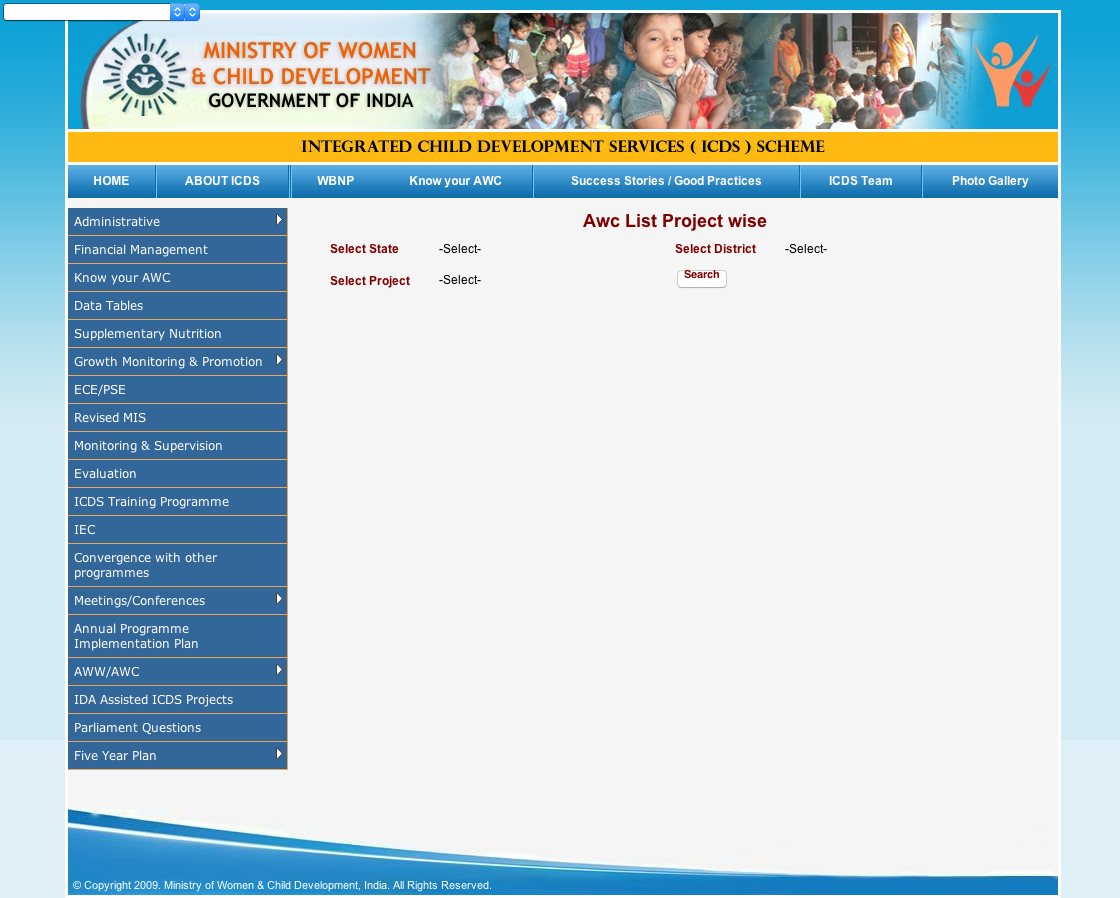 MINISTRY OF WOMEN
& CHILD DEVELOPMENT
GOVERNMENT OF INDIA
INTEGRATED CHILD DEVELOPMENT SERVICES ( ICDS ) SCHEME
HOME ABOUT ICDS WBNP Know your AWC Success Stories / Good Practices ICDS Team Photo Gallery
Administrative
Financial Management
Know your AWC
Data Tables
Supplementary Nutrition
Growth Monitoring & Promotion
ECE/PSE
Revised MIS
Monitoring & Supervision
Evaluation
ICDS Training Programme
IEC
Convergence with other
programmes
Meetings/Conferences
Annual Programme
Implementation Plan
AWW/AWC
IDA Assisted ICDS Projects
Parliament Questions
Five Year Plan
Awc List Project wise
Select State -Select- Select District -Select-
Select Project -Select- Search
© Copyright 2009. Ministry of Women & Child Development, India. All Rights Reserved.